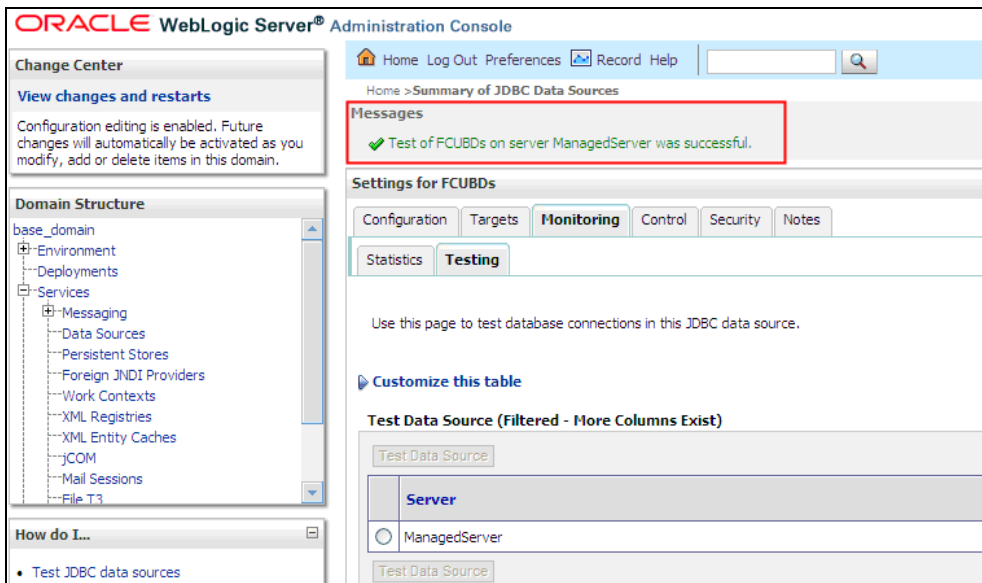 ORACLE WebLogic Server® Administration Console
Change Center
View changes and restarts
Configuration editing is enabled. Future
changes will automatically be activated as you
modify, add or delete items in this domain.
Domain Structure
base_domain
Environment
Deployments
Services
Messaging
Data Sources
Persistent Stores
Foreign JNDI Providers
Work Contexts
XML Registries
XML Entity Caches
jCOM
Mail Sessions
File T3
How do I...
Test JDBC data sources
Home Log Out Preferences Record Help
Home >Summary of JDBC Data Sources
Messages
Test of FCUBDs on server ManagedServer was successful.
Settings for FCUBDs
Configuration Targets Monitoring Control Security Notes
Statistics Testing
Use this page to test database connections in this JDBC data source.
Customize this table
Test Data Source (Filtered - More Columns Exist)
Test Data Source
Server
ManagedServer
Test Data Source